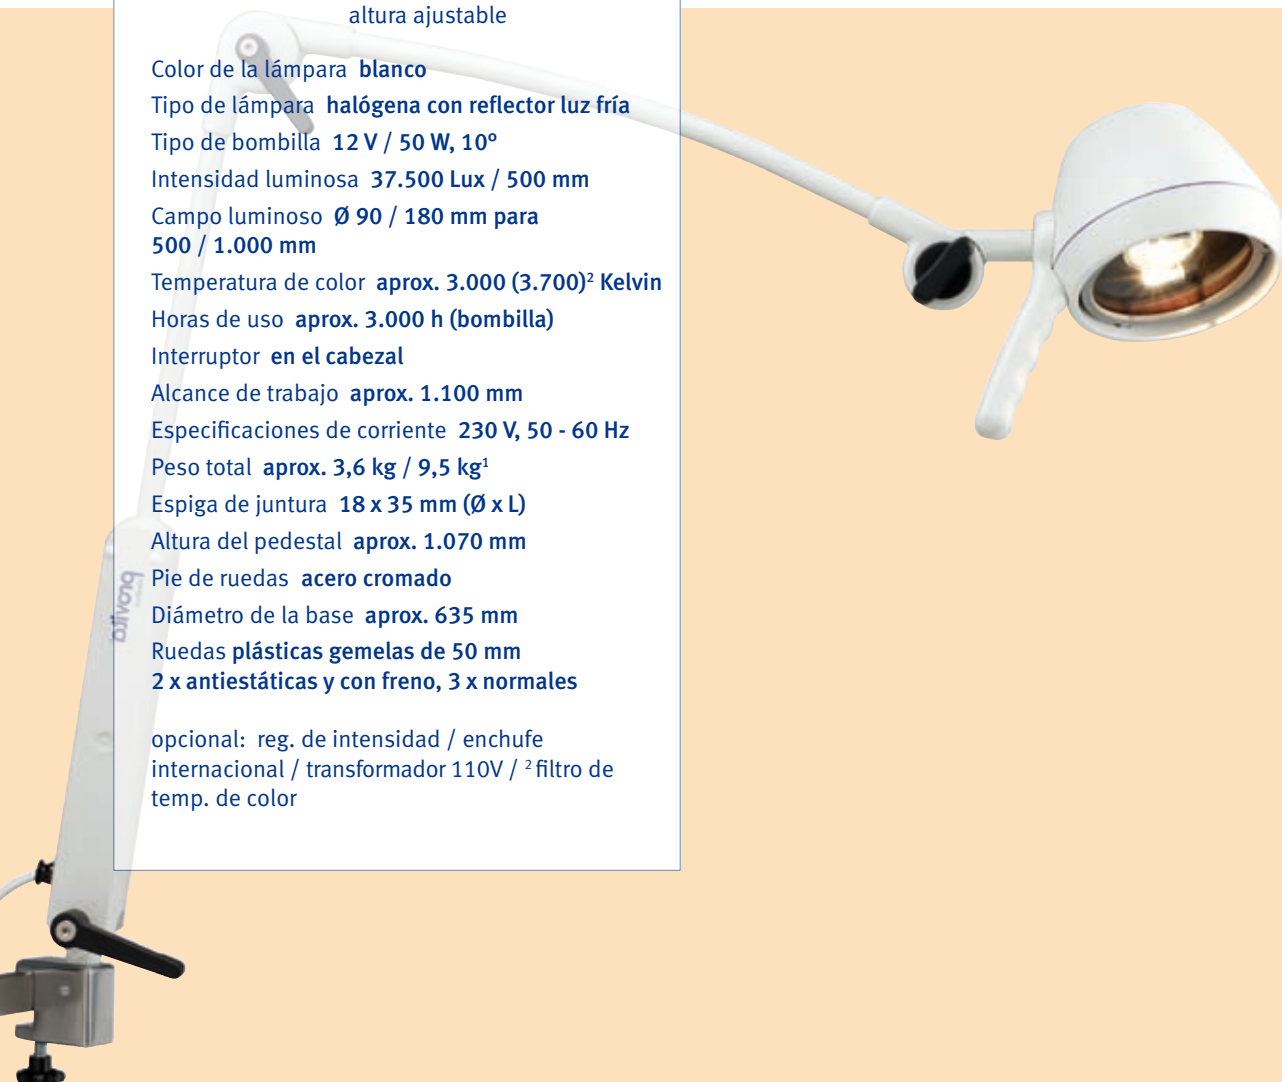 altura ajustable
Color de la lámpara blanco
Tipo de lámpara halógena con reflector luz fría
Tipo de bombilla 12 V / 50 W, 10º
Intensidad luminosa 37.500 Lux / 500 mm
Campo luminoso Ø 90 / 180 mm para
500 / 1.000 mm
Temperatura de color aprox. 3.000 (3.700)² Kelvin
Horas de uso aprox. 3.000 h (bombilla)
Interruptor en el cabezal
Alcance de trabajo aprox. 1.100 mm
Especificaciones de corriente 230 V, 50 - 60 Hz
Peso total aprox. 3,6 kg / 9,5 kg¹
Espiga de juntura 18 x 35 mm (Ø x L)
Altura del pedestal aprox. 1.070 mm
Pie de ruedas acero cromado
Diámetro de la base aprox. 635 mm
Ruedas plásticas gemelas de 50 mm
2 x antiestáticas y con freno, 3 x normales
opcional: reg. de intensidad / enchufe
internacional / transformador 110V / ² filtro de
temp. de color
provita